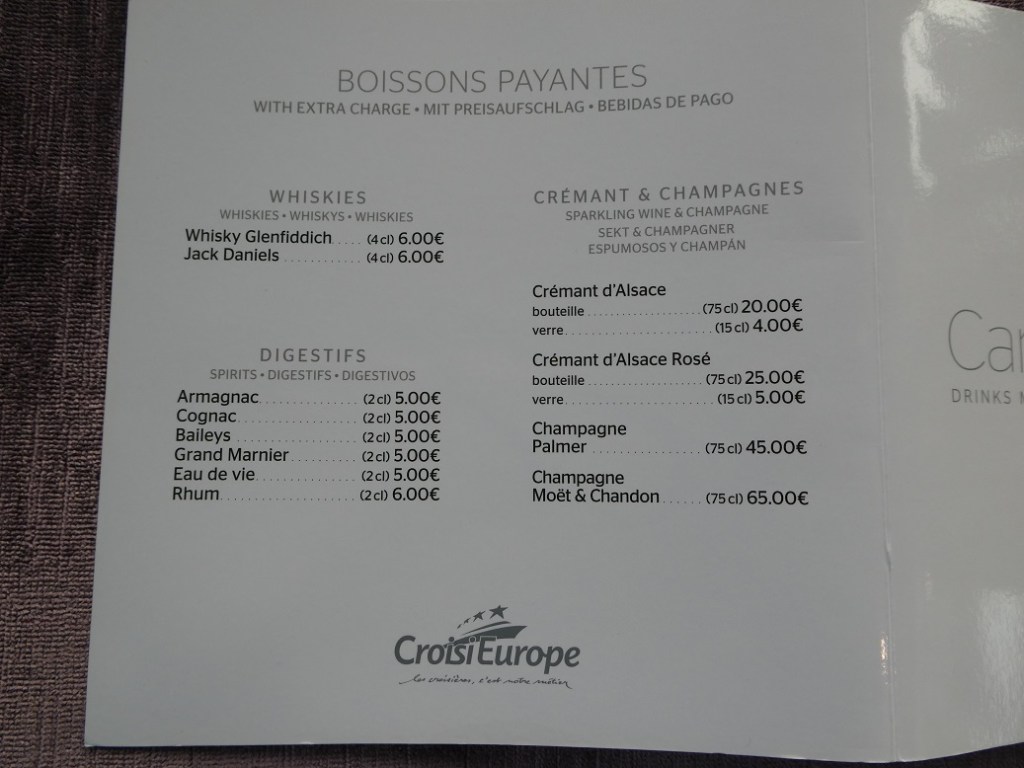 BOISSONS PAYANTES
WITH EXTRA CHARGE • MIT PREISAUFSCHLAG • BEBIDAS DE PAGO
WHISKIES
WHISKIES • WHISKYS • WHISKIES
Whisky Glenfiddich ..... (4 cl) 6.00€
Jack Daniels ............ (4 cl) 6.00€
DIGESTIFS
SPIRITS • DIGESTIFS • DIGESTIVOS
Armagnac ............... (2 cl) 5.00€
Cognac .................. (2 cl) 5.00€
Baileys .................. (2 cl) 5.00€
Grand Marnier .......... (2 cl) 5.00€
Eau de vie ............... (2 cl) 5.00€
Rhum .................... (2 cl) 6.00€
CRÉMANT & CHAMPAGNES
SPARKLING WINE & CHAMPAGNE
SEKT & CHAMPAGNER
ESPUMOSOS Y CHAMPÁN
Crémant d'Alsace
bouteille .................. (75 cl) 20.00€
verre ....................... (15 cl) 4.00€
Crémant d'Alsace Rosé
bouteille .................. (75 cl) 25.00€
verre ....................... (15 cl) 5.00€
Champagne
Palmer ................. (75 cl) 45.00€
Champagne
Moët & Chandon ...... (75 cl) 65.00€
CroisiEurope
les croisières, c'est notre métier
Car
DRINKS M